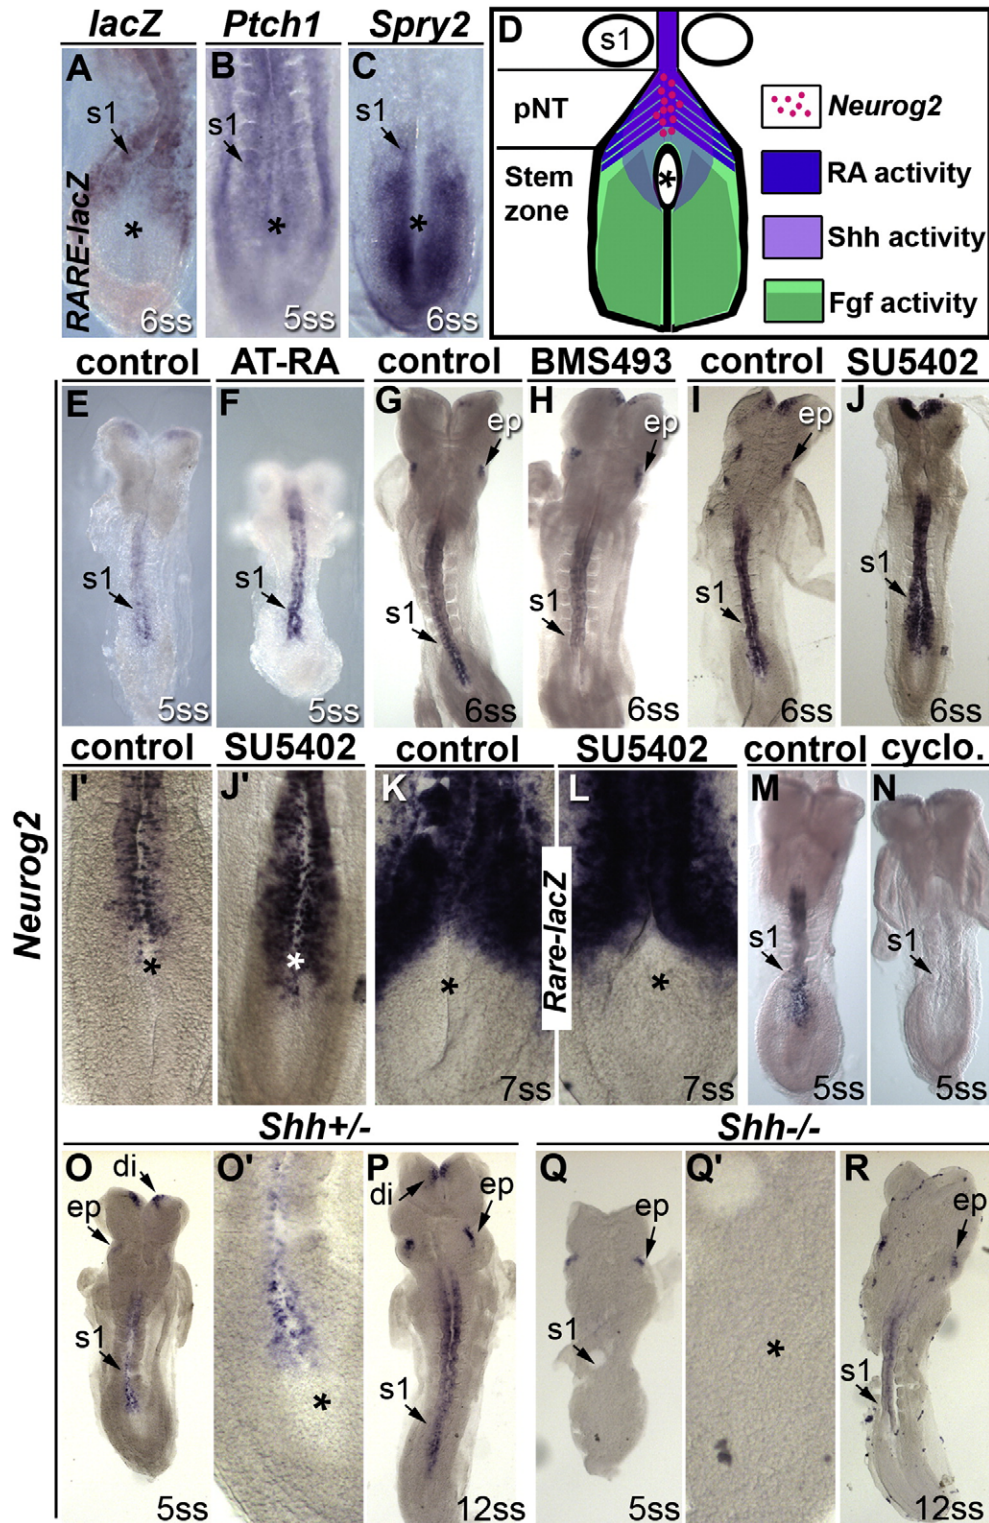 lacZ Ptch1 Spry2
A B C D
s1 s1 s1 s1
RARE-lacZ
* * * *
6ss 5ss 6ss
pNT
Stem
zone
Neurog2
RA activity
Shh activity
Fgf activity
control AT-RA control BMS493 control SU5402
E F G H I J
ep ep ep
s1 s1 s1 s1 s1 s1
5ss 5ss 6ss 6ss 6ss 6ss
control SU5402 control SU5402 control cyclo.
I' J' K L M N
Neurog2
Rare-lacZ
s1 s1
* * * *
7ss 7ss 5ss 5ss
Shh+/- Shh-/-
O O' P Q Q' R
di di
ep ep ep ep
s1 s1 s1 s1
* *
5ss 12ss 5ss 12ss